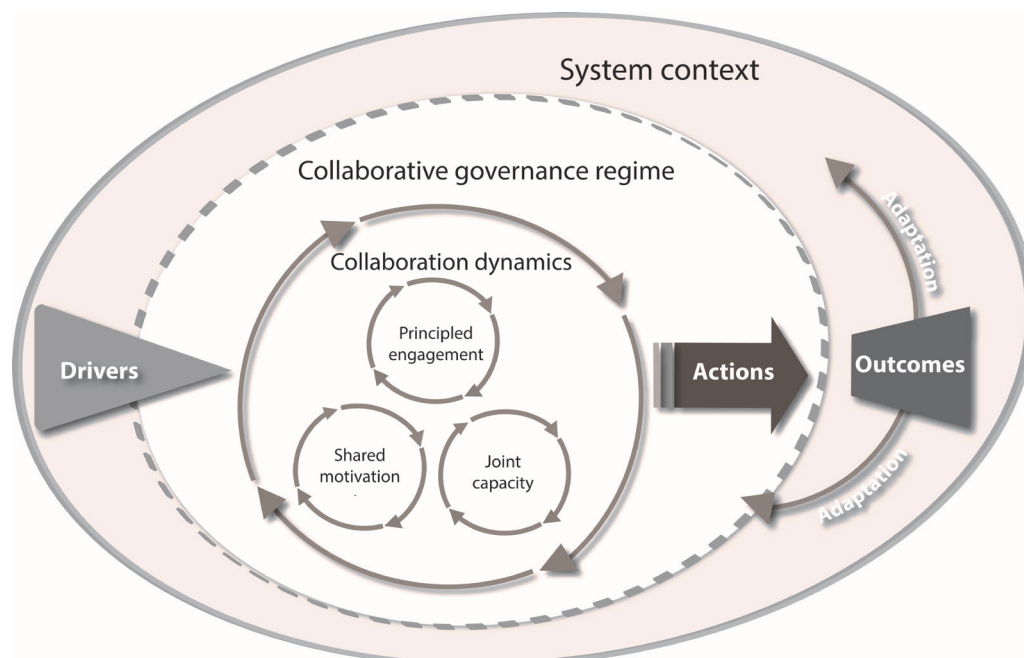 System context
Collaborative governance regime
Collaboration dynamics
Principled
engagement
Shared
motivation
Joint
capacity
Drivers
Actions
Outcomes
Adaptation
Adaptation